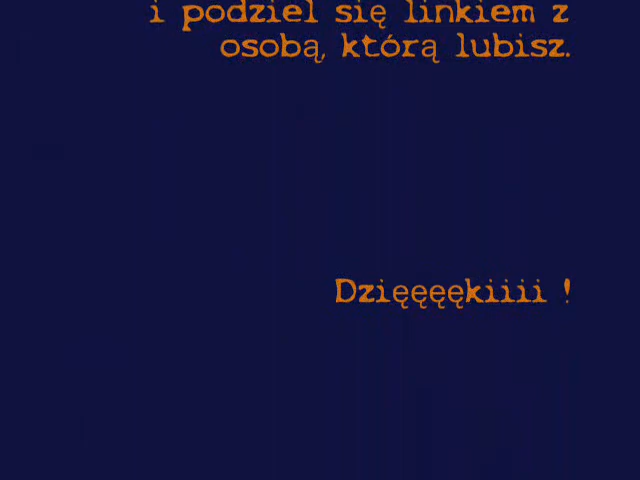 i podziel się linkiem z
osobą, którą lubisz.
Dzięęęękiiii !